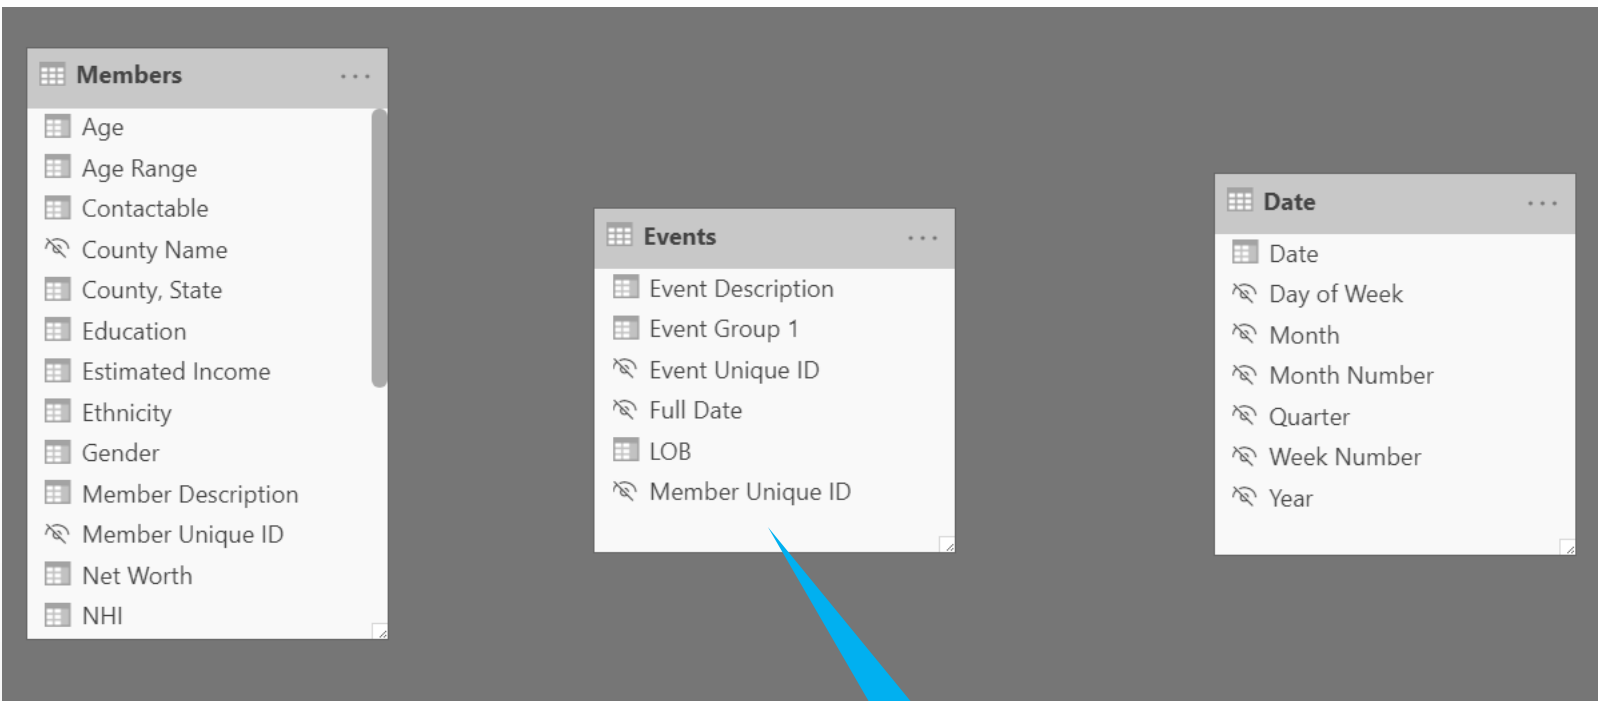 Members
Age
Age Range
Contactable
County Name
County, State
Education
Estimated Income
Ethnicity
Gender
Member Description
Member Unique ID
Net Worth
NHI
Events
Event Description
Event Group 1
Event Unique ID
Full Date
LOB
Member Unique ID
Date
Date
Day of Week
Month
Month Number
Quarter
Week Number
Year